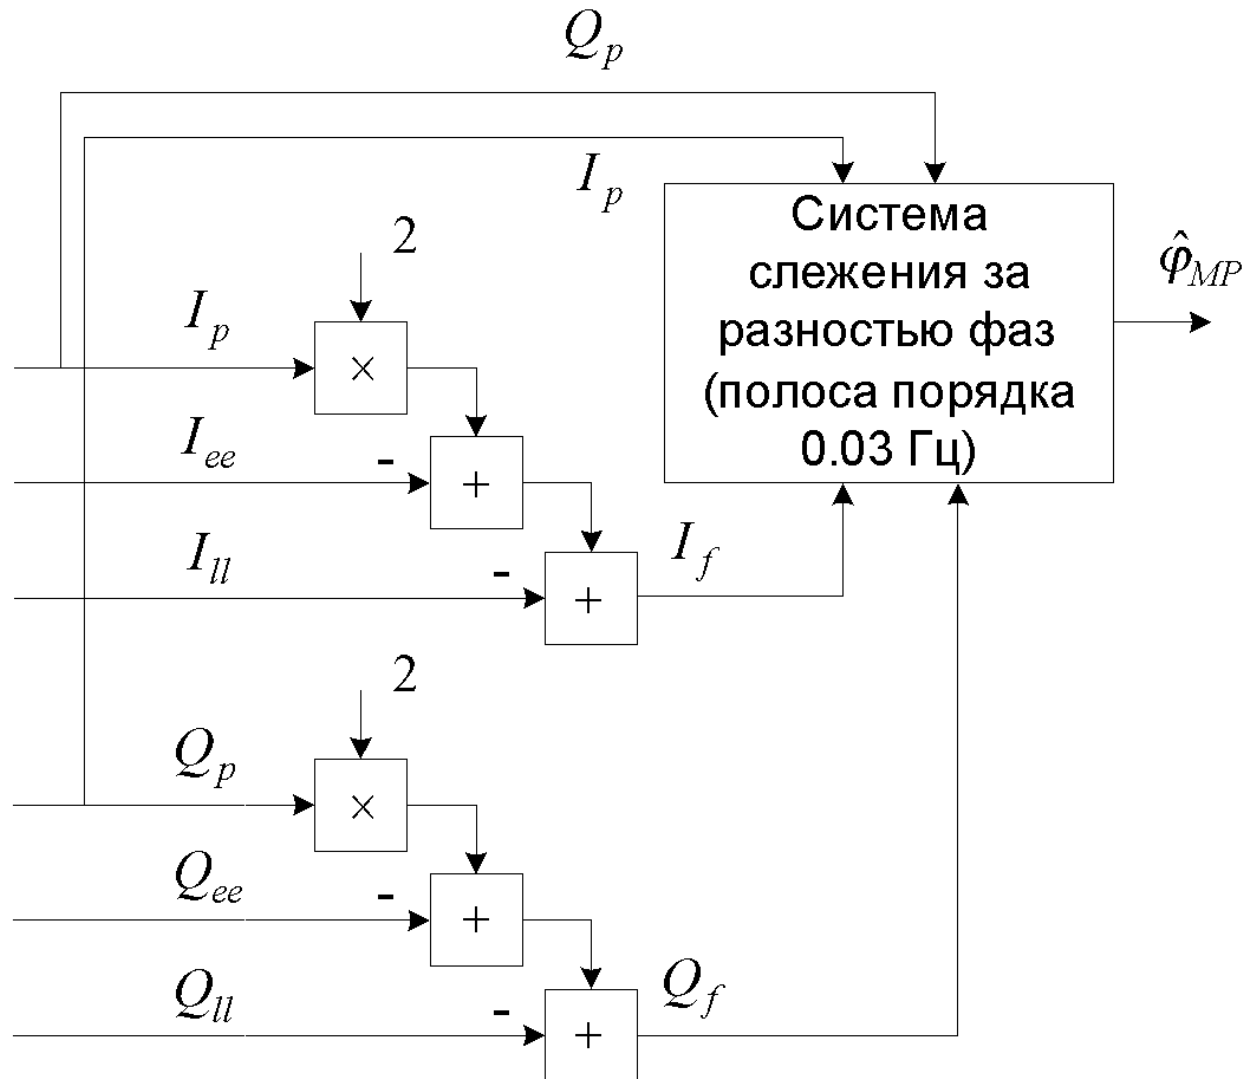 Q_p
I_p
Система
слежения за
разностью фаз
(полоса порядка
0.03 Гц)
φ̂_MP
2
I_p
×
I_ee
-
+
I_ll
-
+
I_f
2
Q_p
×
Q_ee
-
+
Q_ll
-
+
Q_f